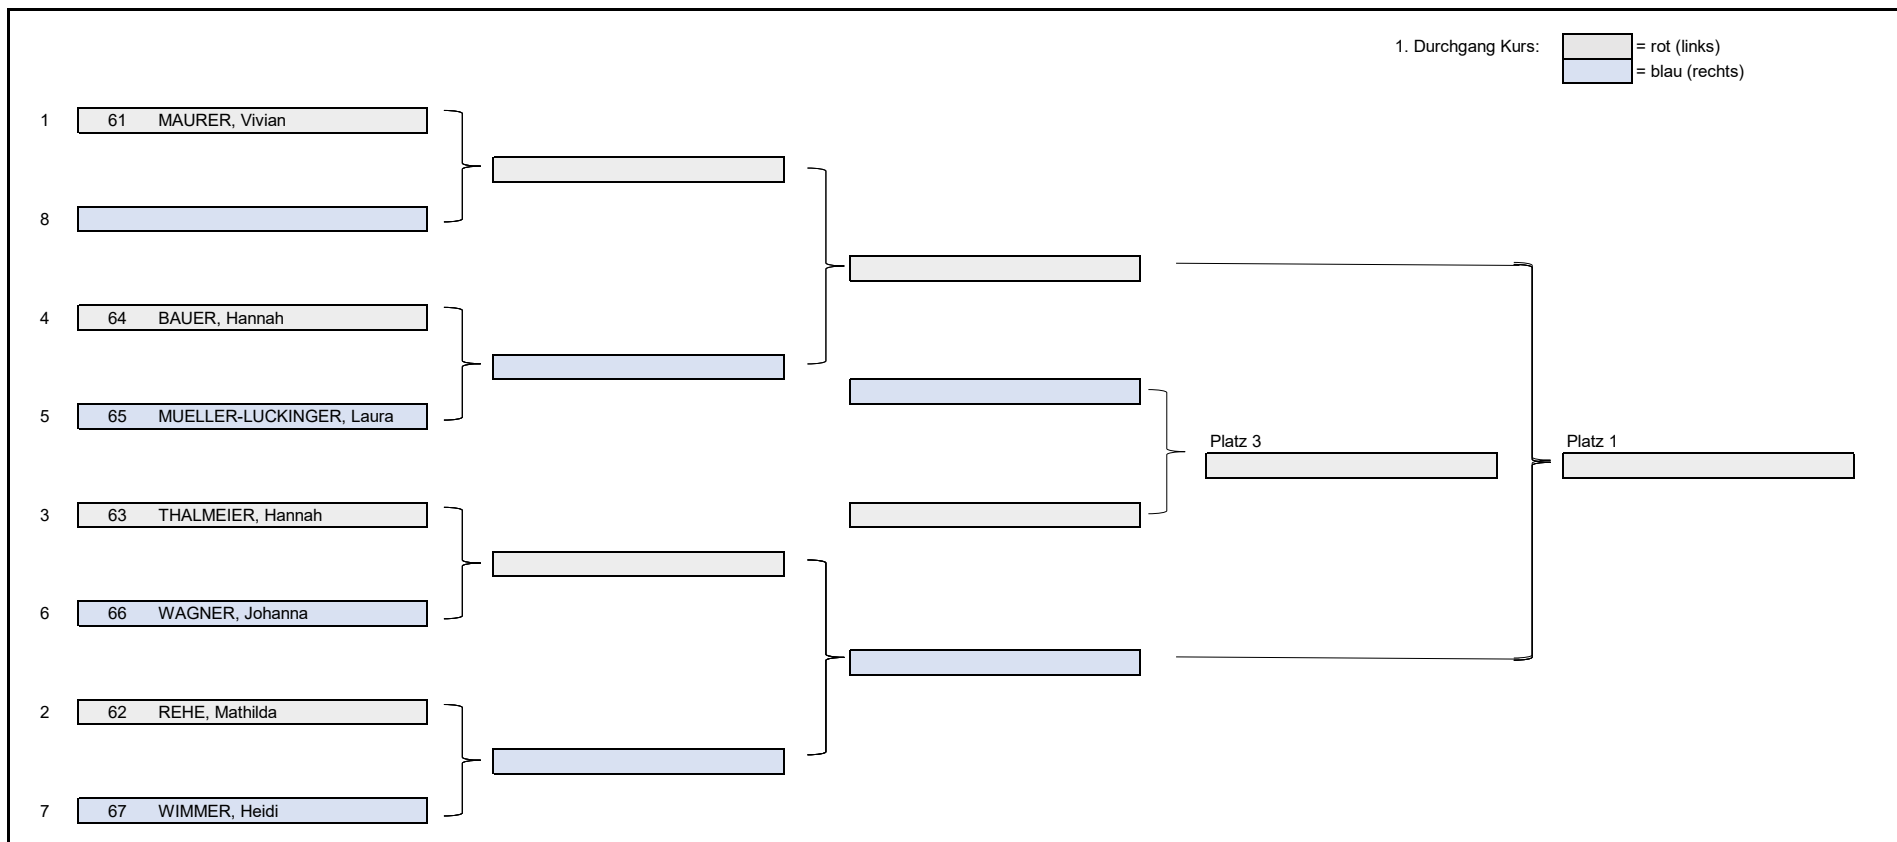 1. Durchgang Kurs: = rot (links)
= blau (rechts)
1 61 MAURER, Vivian
8
4 64 BAUER, Hannah
5 65 MUELLER-LUCKINGER, Laura
Platz 3 Platz 1
3 63 THALMEIER, Hannah
6 66 WAGNER, Johanna
2 62 REHE, Mathilda
7 67 WIMMER, Heidi